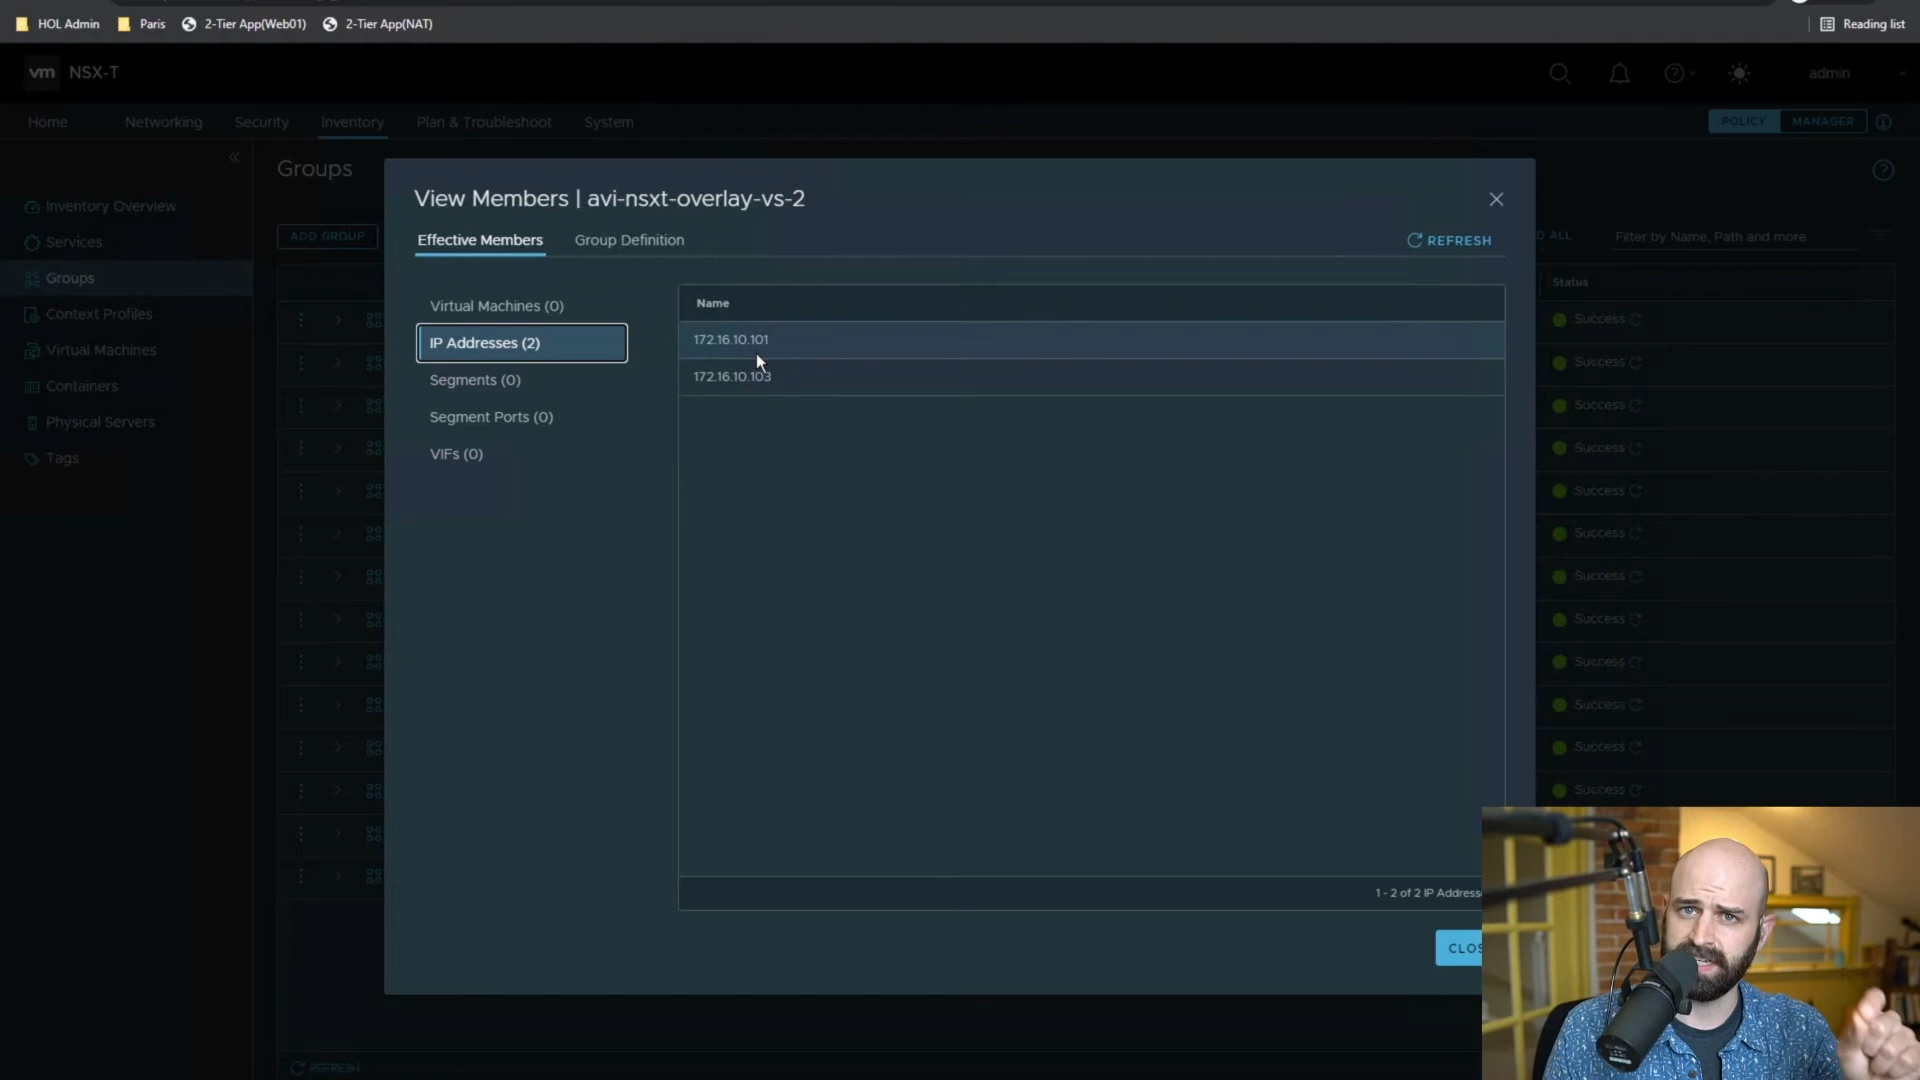 HOL Admin Paris 2-Tier App(Web01) 2-Tier App(NAT) Reading list
vm NSX-T admin
Home Networking Security Inventory Plan & Troubleshoot System POLICY MANAGER
Groups
Inventory Overview
Services
Groups
Context Profiles
Virtual Machines
Containers
Physical Servers
Tags
ADD GROUP
ALL Filter by Name, Path and more
View Members | avi-nsxt-overlay-vs-2
Effective Members Group Definition REFRESH
Virtual Machines (0)
IP Addresses (2)
Segments (0)
Segment Ports (0)
VIFs (0)
Name
172.16.10.101
172.16.10.103
1 - 2 of 2 IP Address
CLOS
Status
Success
Success
Success
Success
Success
Success
Success
Success
Success
Success
Success
Success
REFRESH